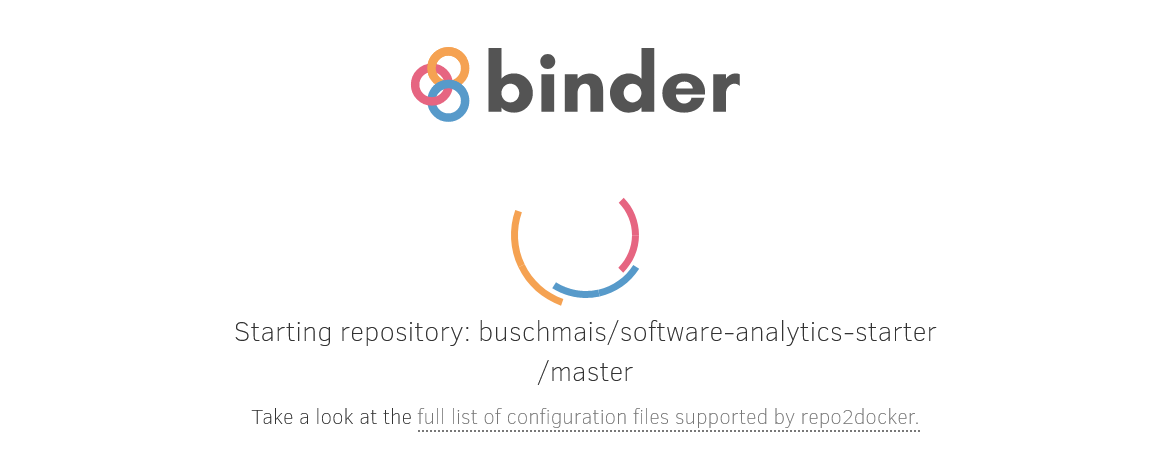 binder
Starting repository: buschmais/software-analytics-starter
/master
Take a look at the full list of configuration files supported by repo2docker.